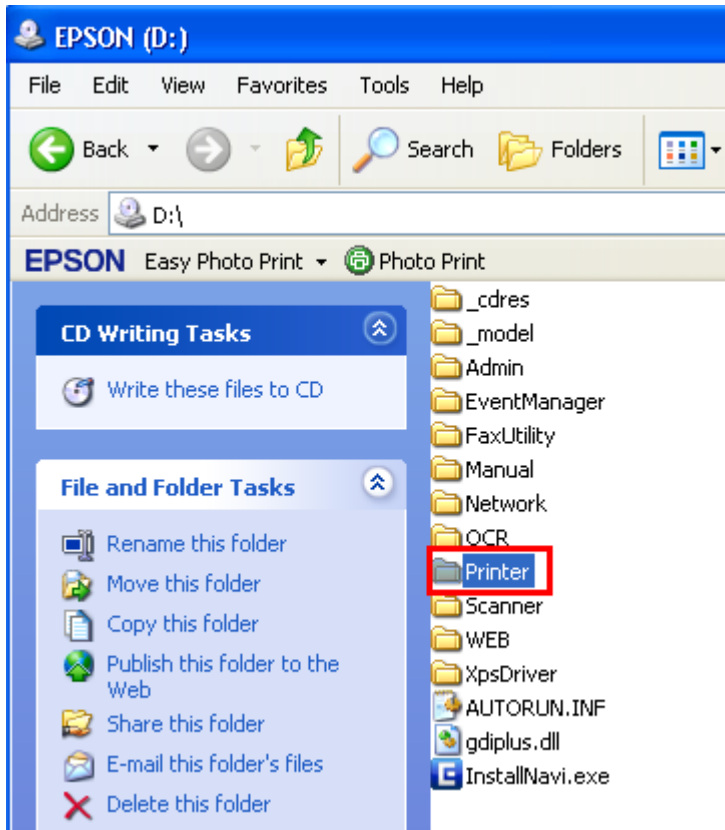 EPSON (D:)
File Edit View Favorites Tools Help
Back Search Folders
Address D:\
EPSON Easy Photo Print Photo Print
CD Writing Tasks
Write these files to CD
File and Folder Tasks
Rename this folder
Move this folder
Copy this folder
Publish this folder to the
Web
Share this folder
E-mail this folder's files
Delete this folder
_cdres
_model
Admin
EventManager
FaxUtility
Manual
Network
OCR
Printer
Scanner
WEB
XpsDriver
AUTORUN.INF
gdiplus.dll
InstallNavi.exe